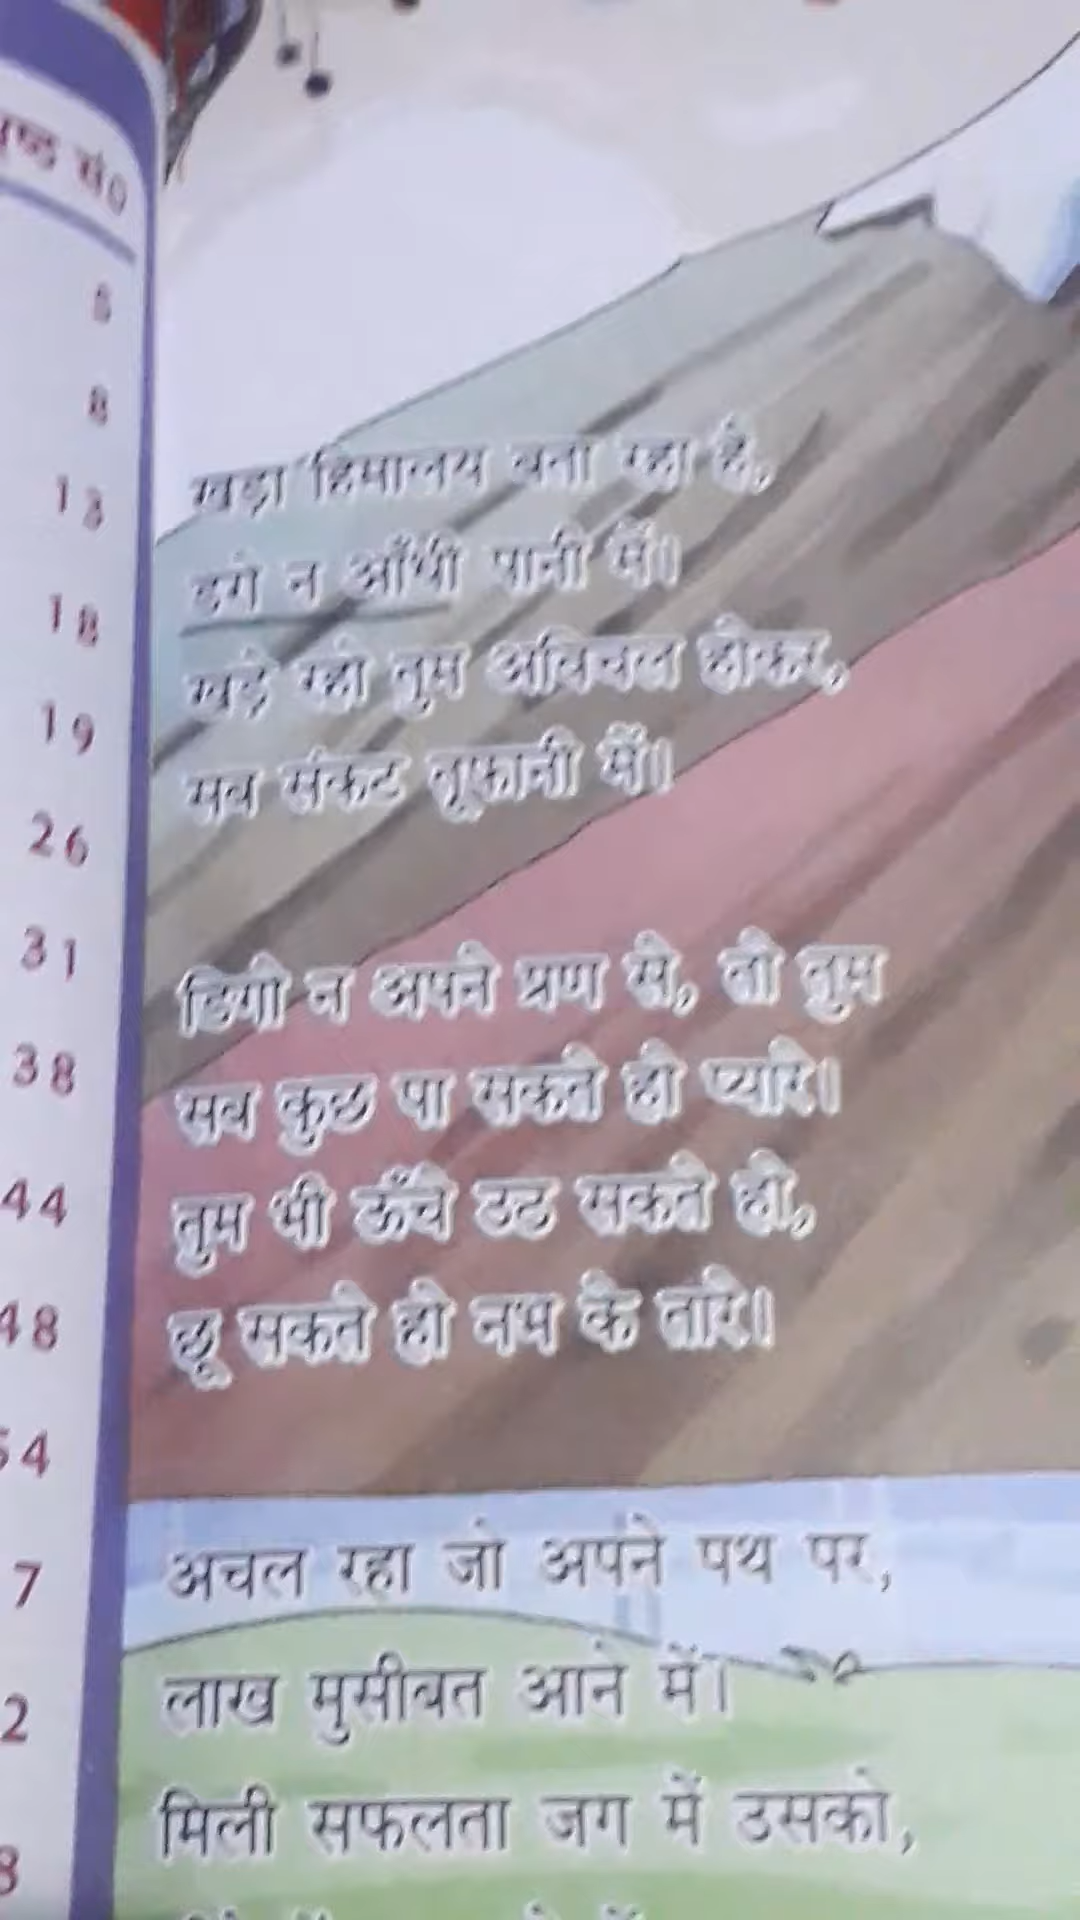 पृष्ठ सं०
5
8
13
18
19
26
31
38
44
48
54
7
2
8
खड़ा हिमालय बता रहा है,
डरो न आँधी पानी में।
खड़े रहो तुम अविचल होकर,
सब संकट तूफानी में॥
डिगो न अपने प्रण से, तो तुम
सब कुछ पा सकते हो प्यारे।
तुम भी ऊँचे उठ सकते हो,
छू सकते हो नभ के तारे॥
अचल रहा जो अपने पथ पर,
लाख मुसीबत आने में।
मिली सफलता जग में उसको,